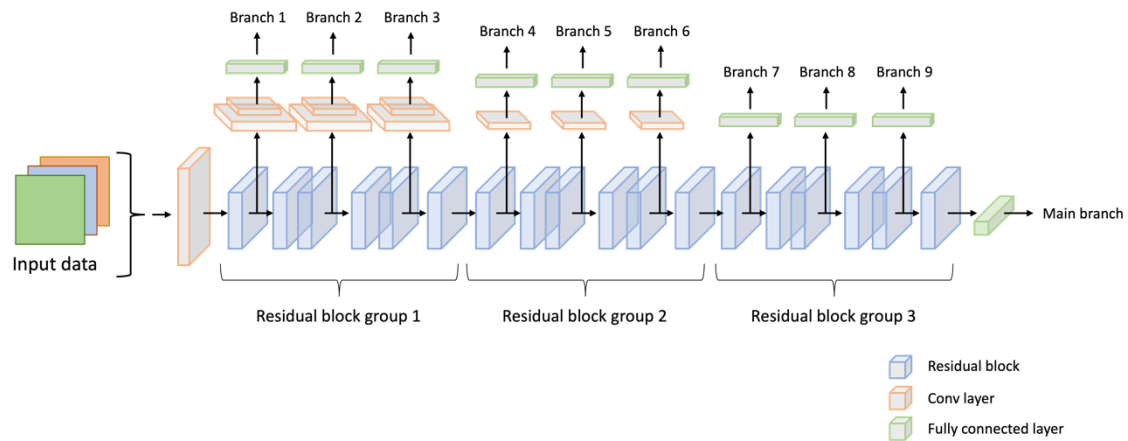 Branch 1
Branch 2
Branch 3
Branch 4
Branch 5
Branch 6
Branch 7
Branch 8
Branch 9
Input data
Main branch
Residual block group 1
Residual block group 2
Residual block group 3
Residual block
Conv layer
Fully connected layer